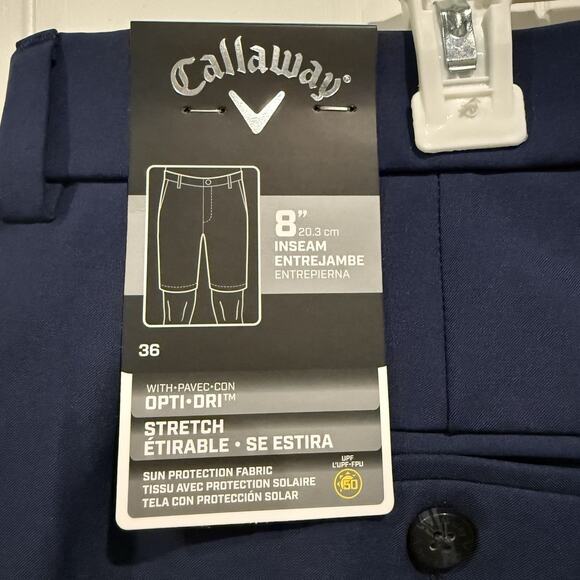 Callaway®
8"
20.3 cm
INSEAM
ENTREJAMBE
ENTREPIERNA
36
WITH•PAVEC•CON
OPTI•DRI™
STRETCH
ÉTIRABLE • SE ESTIRA
SUN PROTECTION FABRIC
TISSU AVEC PROTECTION SOLAIRE
TELA CON PROTECCIÓN SOLAR
UPF
L'UPF-FPU
50